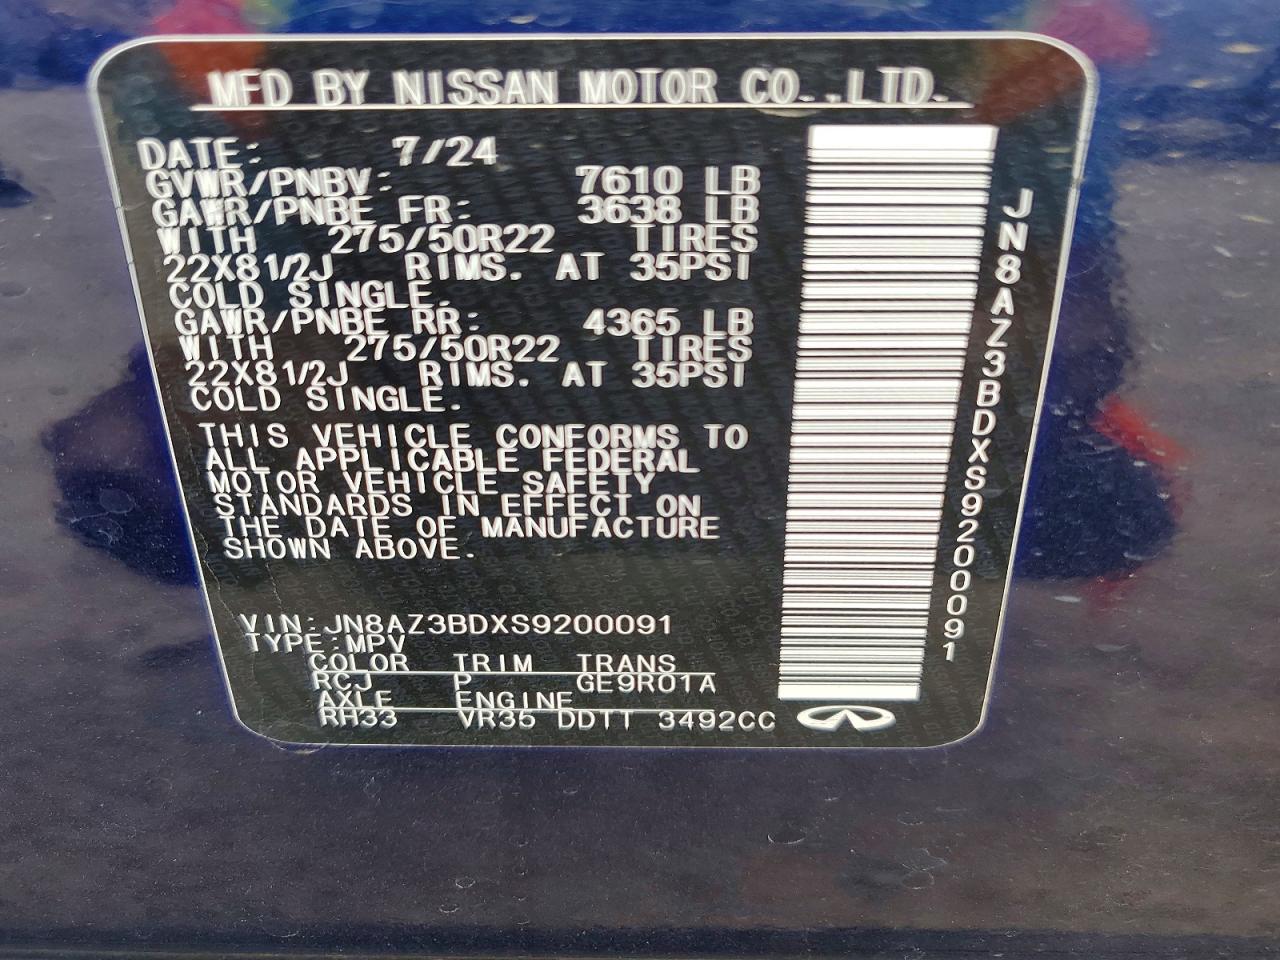 MFD BY NISSAN MOTOR CO.,LTD.
DATE: 7/24
GVWR/PNBV: 7610 LB
GAWR/PNBE FR: 3638 LB
WITH 275/50R22 TIRES
22X8 1/2J RIMS. AT 35PSI
COLD SINGLE.
GAWR/PNBE RR: 4365 LB
WITH 275/50R22 TIRES
22X8 1/2J RIMS. AT 35PSI
COLD SINGLE.
THIS VEHICLE CONFORMS TO
ALL APPLICABLE FEDERAL
MOTOR VEHICLE SAFETY
STANDARDS IN EFFECT ON
THE DATE OF MANUFACTURE
SHOWN ABOVE.
VIN:JN8AZ3BDXS9200091
TYPE:MPV
COLOR TRIM TRANS
RCJ P GE9R01A
AXLE ENGINE
RH33 VR35 DDTT 3492CC
JN8AZ3BDXS9200091